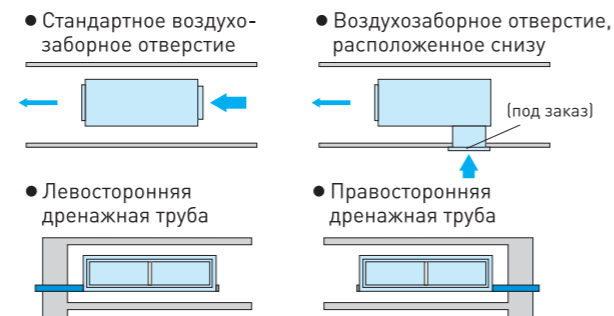 ● Стандартное воздухо-
заборное отверстие
● Воздухозаборное отверстие,
расположенное снизу
(под заказ)
● Левосторонняя
дренажная труба
● Правосторонняя
дренажная труба